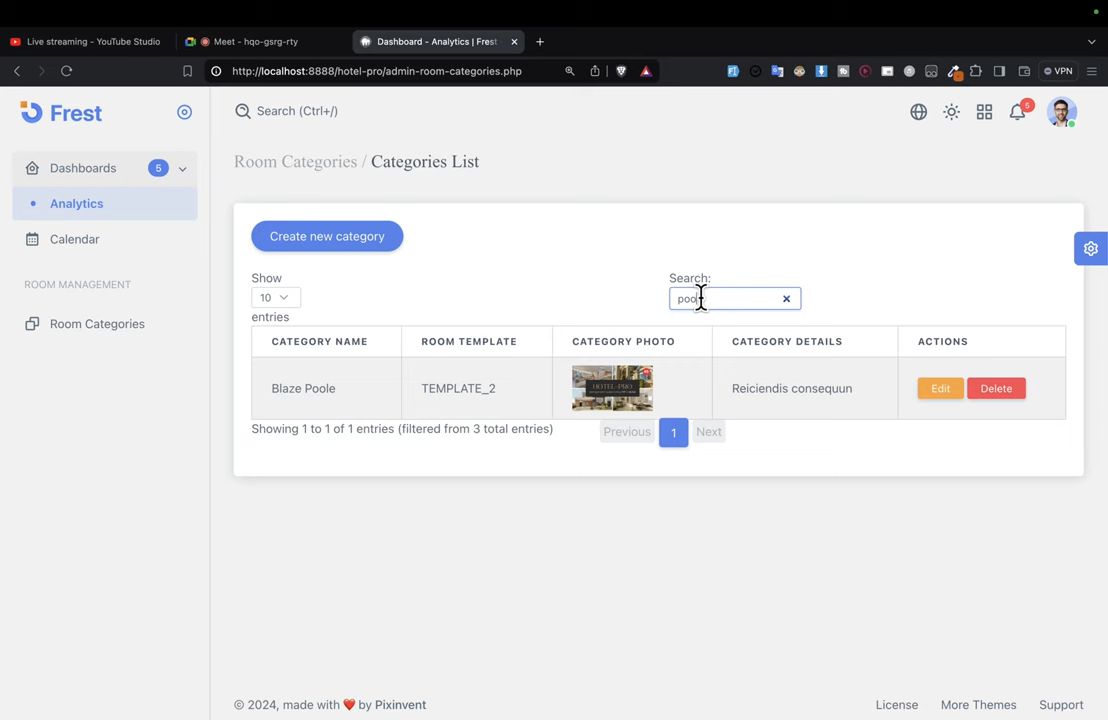 Live streaming - YouTube Studio
Meet - hqo-gsrg-rty
Dashboard - Analytics | Frest
http://localhost:8888/hotel-pro/admin-room-categories.php
VPN
Frest
Search (Ctrl+/)
5
Dashboards
5
Analytics
Calendar
ROOM MANAGEMENT
Room Categories
Room Categories / Categories List
Create new category
Show
10
entries
Search:
poo
CATEGORY NAME
ROOM TEMPLATE
CATEGORY PHOTO
CATEGORY DETAILS
ACTIONS
Blaze Poole
TEMPLATE_2
HOTEL-PRO
Reiciendis consequun
Edit
Delete
Showing 1 to 1 of 1 entries (filtered from 3 total entries)
Previous
1
Next
© 2024, made with ❤️ by Pixinvent
License
More Themes
Support